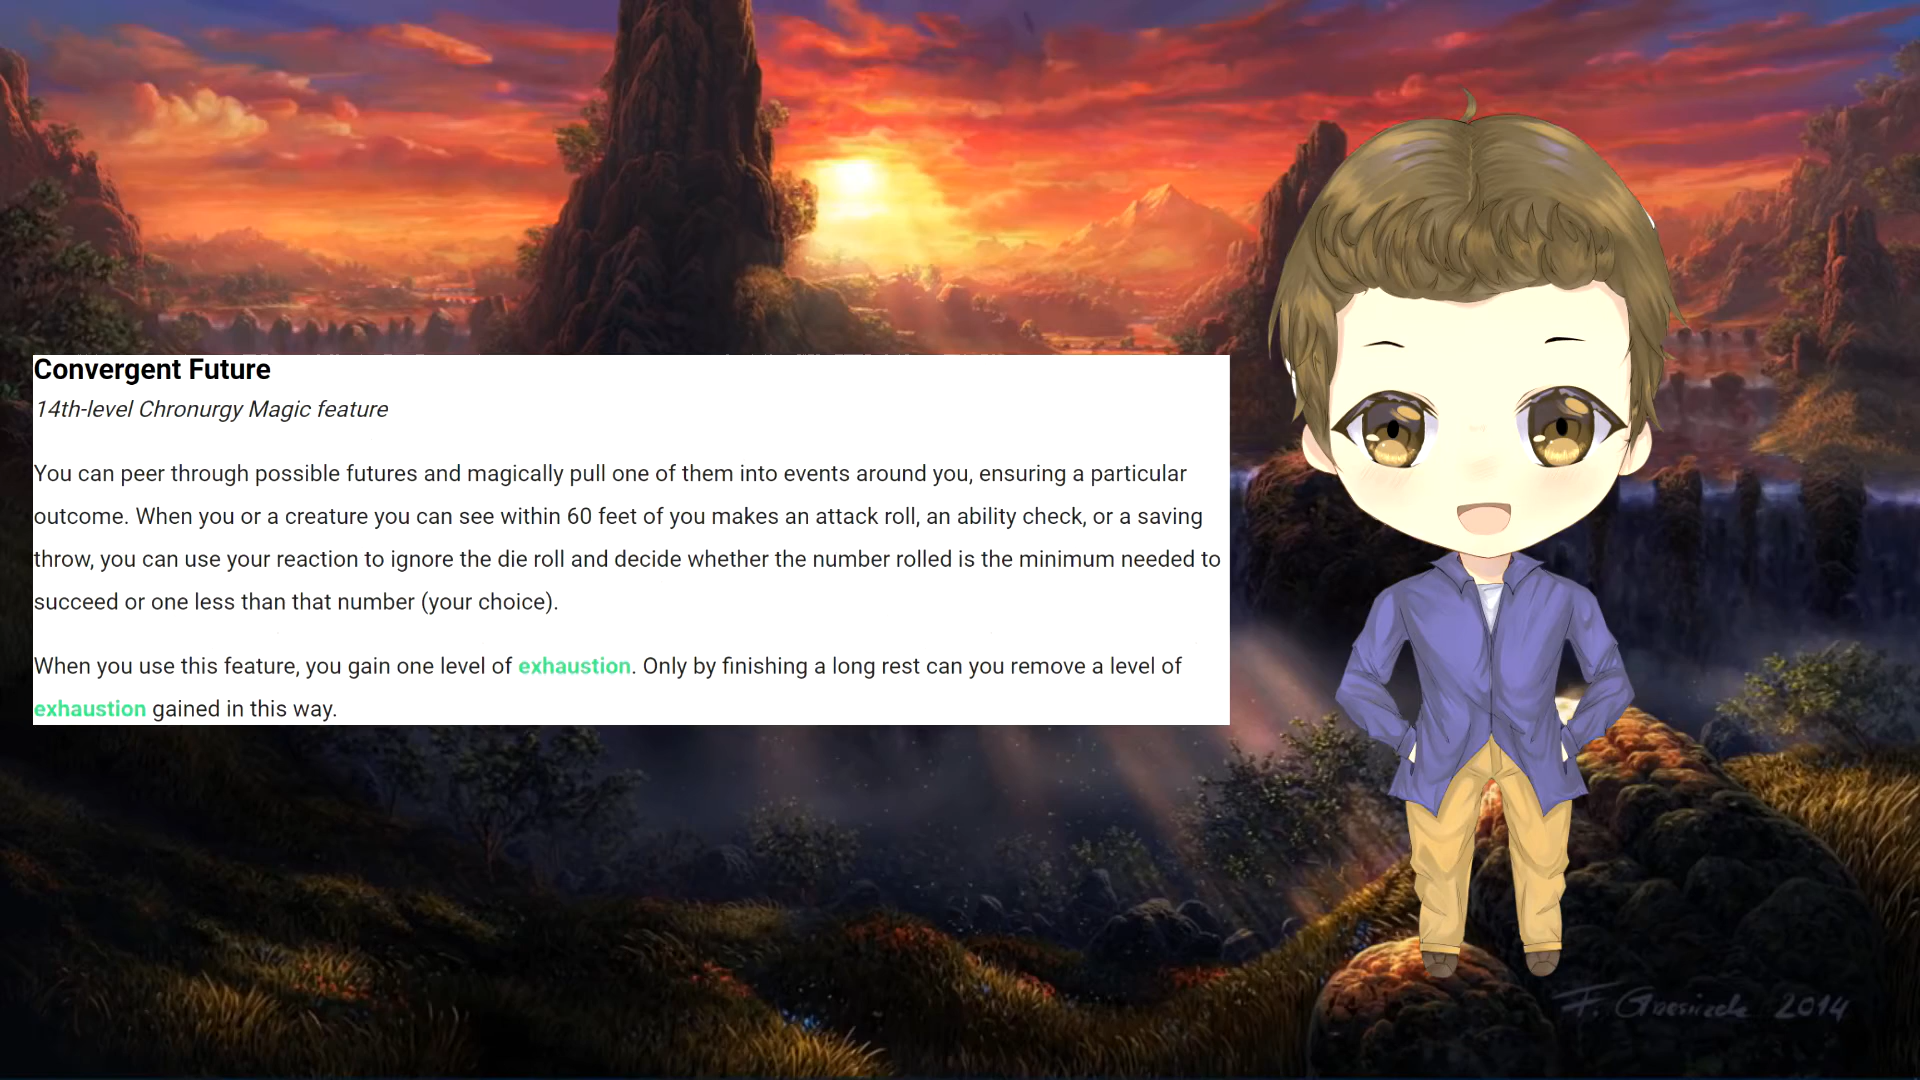 Convergent Future
14th-level Chronurgy Magic feature
You can peer through possible futures and magically pull one of them into events around you, ensuring a particular
outcome. When you or a creature you can see within 60 feet of you makes an attack roll, an ability check, or a saving
throw, you can use your reaction to ignore the die roll and decide whether the number rolled is the minimum needed to
succeed or one less than that number (your choice).
When you use this feature, you gain one level of exhaustion. Only by finishing a long rest can you remove a level of
exhaustion gained in this way.
2014